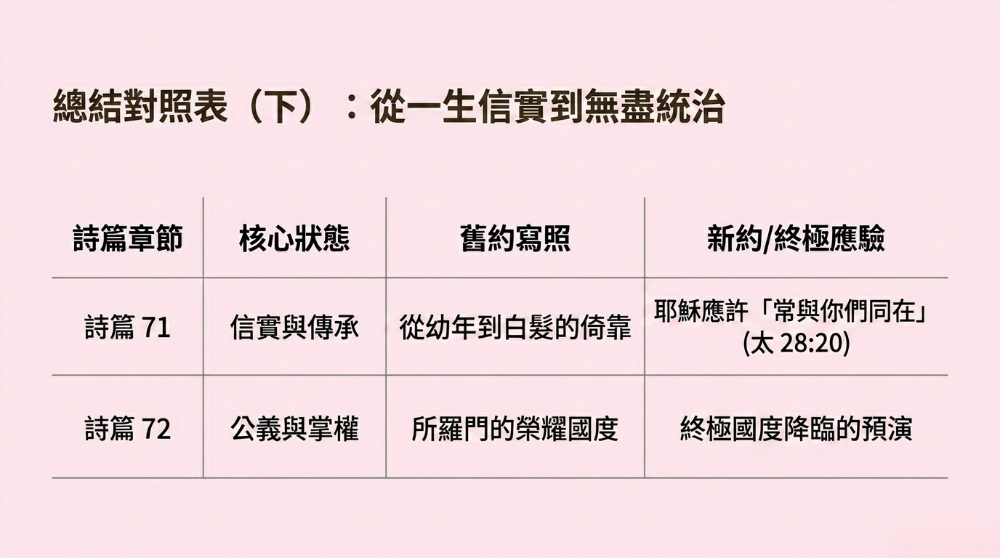 總結對照表（下）：從一生信實到無盡統治
詩篇章節 核心狀態 舊約寫照 新約/終極應驗
詩篇 71 信實與傳承 從幼年到白髮的倚靠 耶穌應許「常與你們同在」
(太 28:20)
詩篇 72 公義與掌權 所羅門的榮耀國度 終極國度降臨的預演